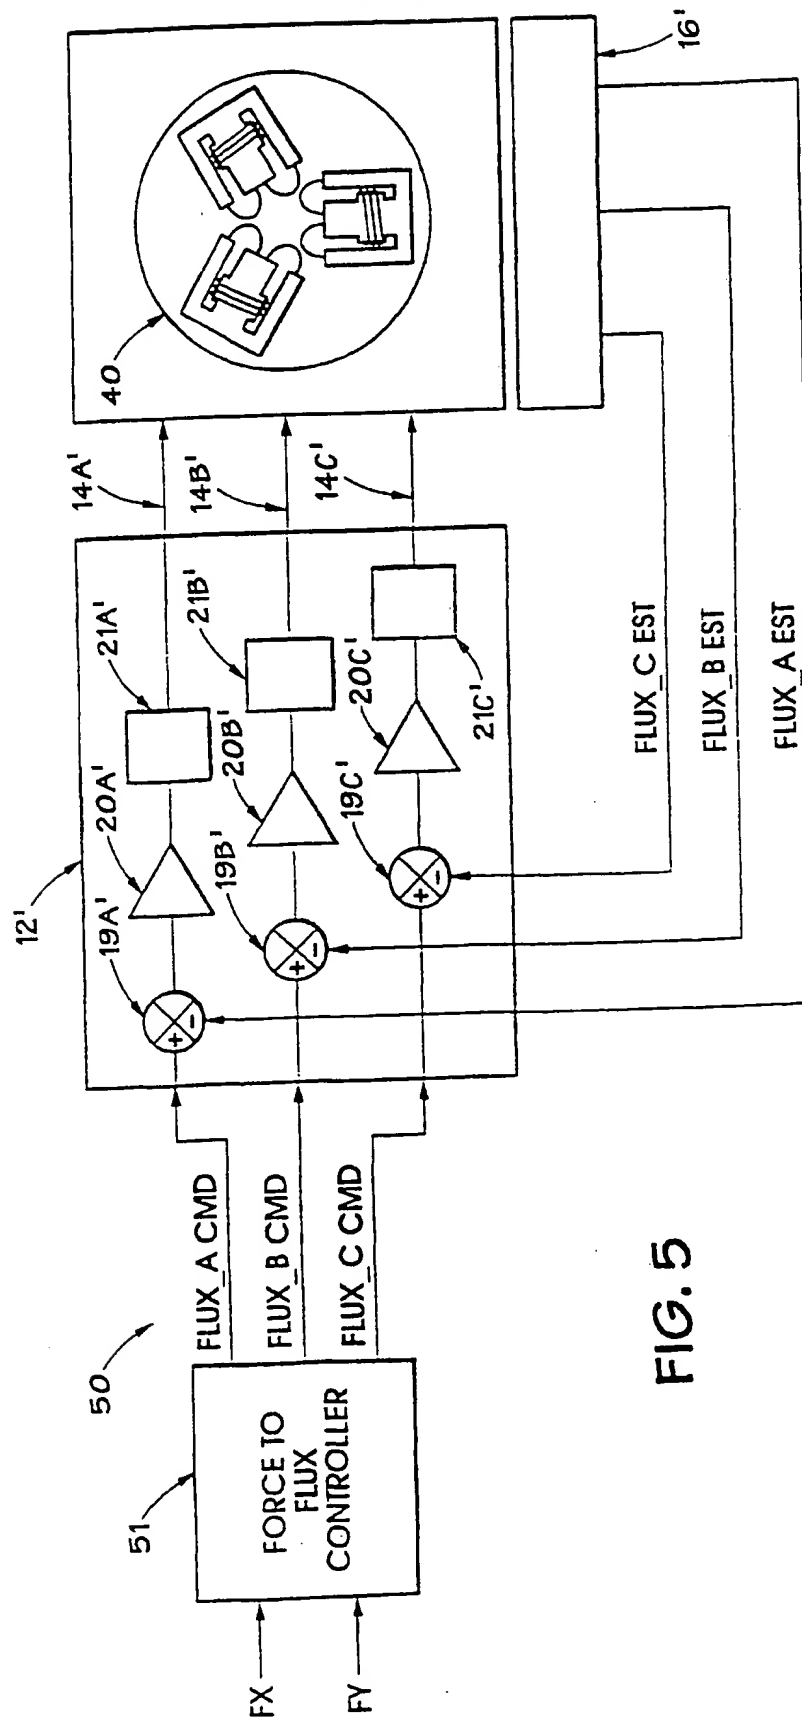 FX
FY
51
FORCE TO
FLUX
CONTROLLER
50
FLUX_A CMD
FLUX_B CMD
FLUX_C CMD
12'
19A'
+
−
20A'
21A'
19B'
+
−
20B'
21B'
19C'
+
−
20C'
21C'
14A'
14B'
14C'
40
16'
FLUX_C EST
FLUX_B EST
FLUX_A EST
FIG. 5